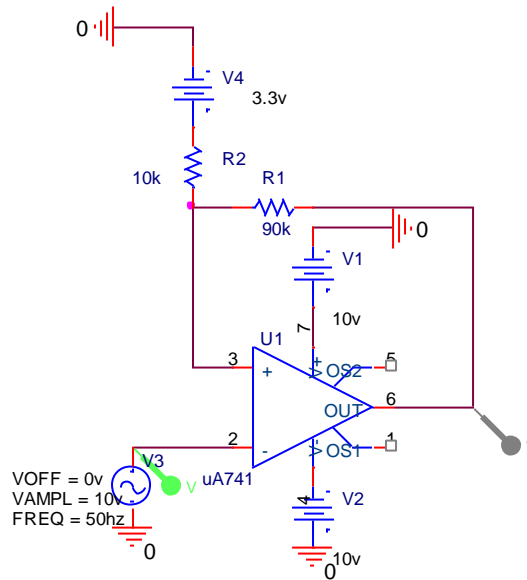 0
V4
3.3v
R2
10k
R1
90k
0
V1
10v
7
U1
3
+
V+
OS2
5
6
OUT
2
-
V-
OS1
1
V3
V
uA741
VOFF = 0v
VAMPL = 10v
FREQ = 50hz
4
V2
0
10v
0